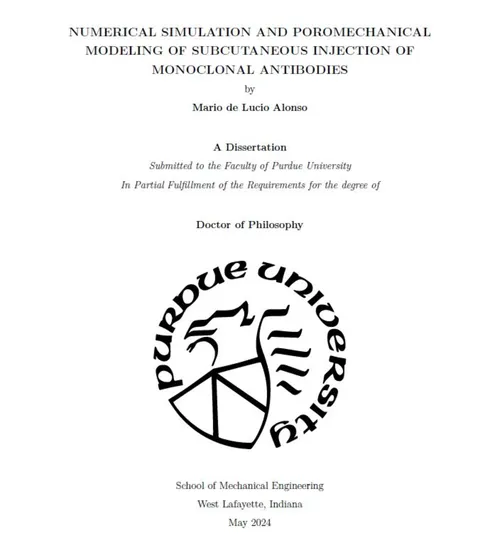 NUMERICAL SIMULATION AND POROMECHANICAL
MODELING OF SUBCUTANEOUS INJECTION OF
MONOCLONAL ANTIBODIES
by
Mario de Lucio Alonso
A Dissertation
Submitted to the Faculty of Purdue University
In Partial Fulfillment of the Requirements for the degree of
Doctor of Philosophy
PURDUE UNIVERSITY
School of Mechanical Engineering
West Lafayette, Indiana
May 2024